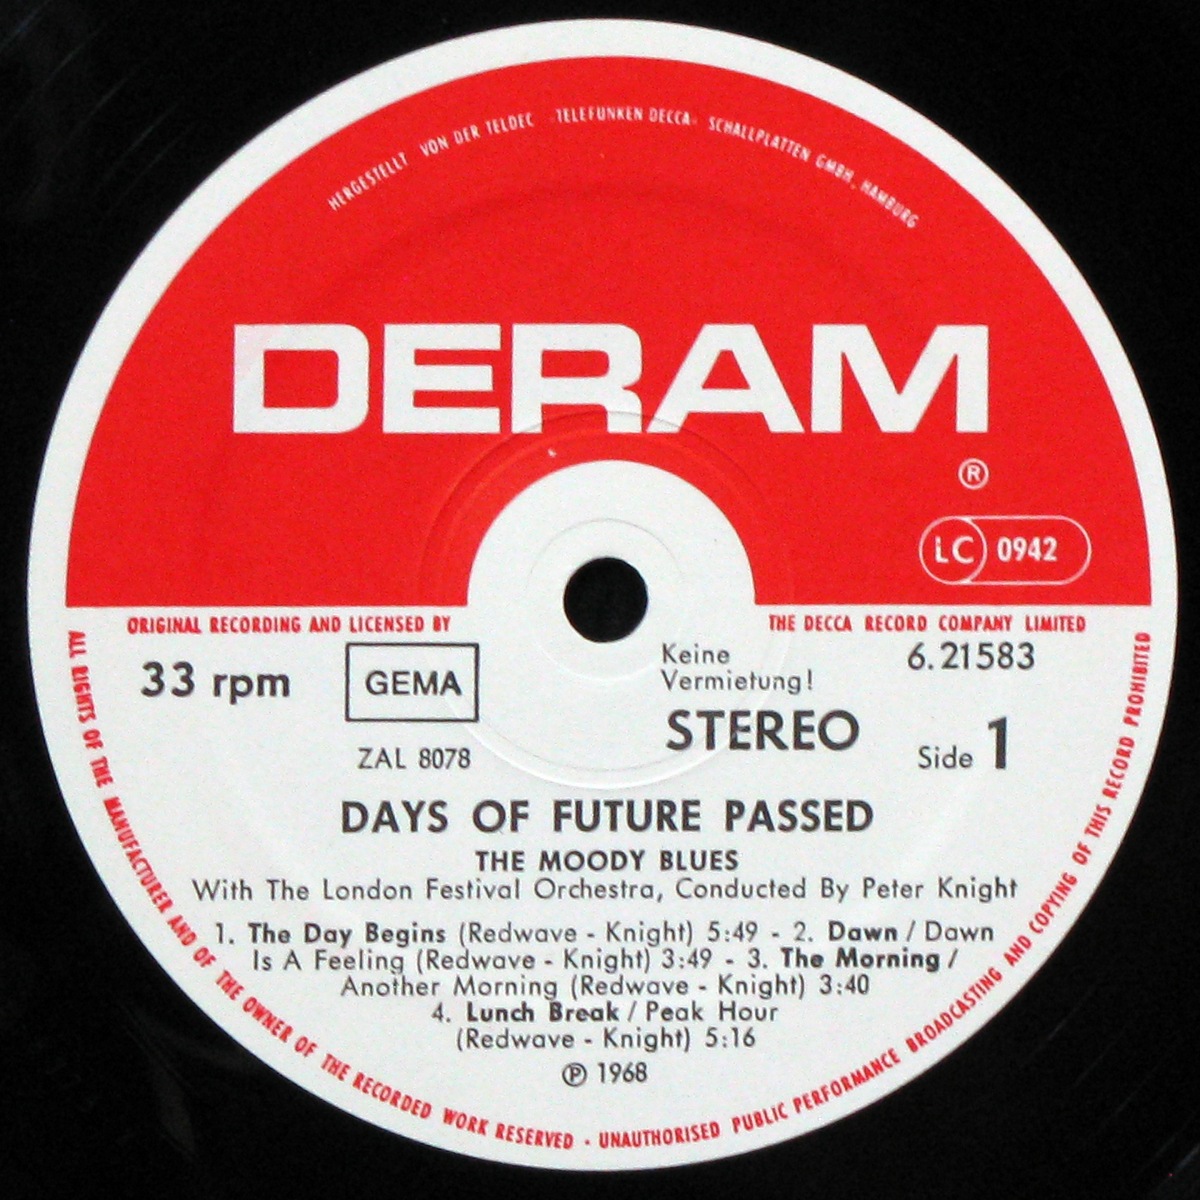 HERGESTELLT VON DER TELDEC »TELEFUNKEN DECCA« SCHALLPLATTEN GMBH, HAMBURG
DERAM
®
LC 0942
ORIGINAL RECORDING AND LICENSED BY THE DECCA RECORD COMPANY LIMITED
33 rpm
GEMA
Keine
Vermietung!
6.21583
STEREO
ZAL 8078
Side 1
DAYS OF FUTURE PASSED
THE MOODY BLUES
With The London Festival Orchestra, Conducted By Peter Knight
1. The Day Begins (Redwave - Knight) 5:49 - 2. Dawn / Dawn
Is A Feeling (Redwave - Knight) 3:49 - 3. The Morning /
Another Morning (Redwave - Knight) 3:40
4. Lunch Break / Peak Hour
(Redwave - Knight) 5:16
℗ 1968
ALL RIGHTS OF THE MANUFACTURER AND OF THE OWNER OF THE RECORDED WORK RESERVED · UNAUTHORISED PUBLIC PERFORMANCE BROADCASTING AND COPYING OF THIS RECORD PROHIBITED